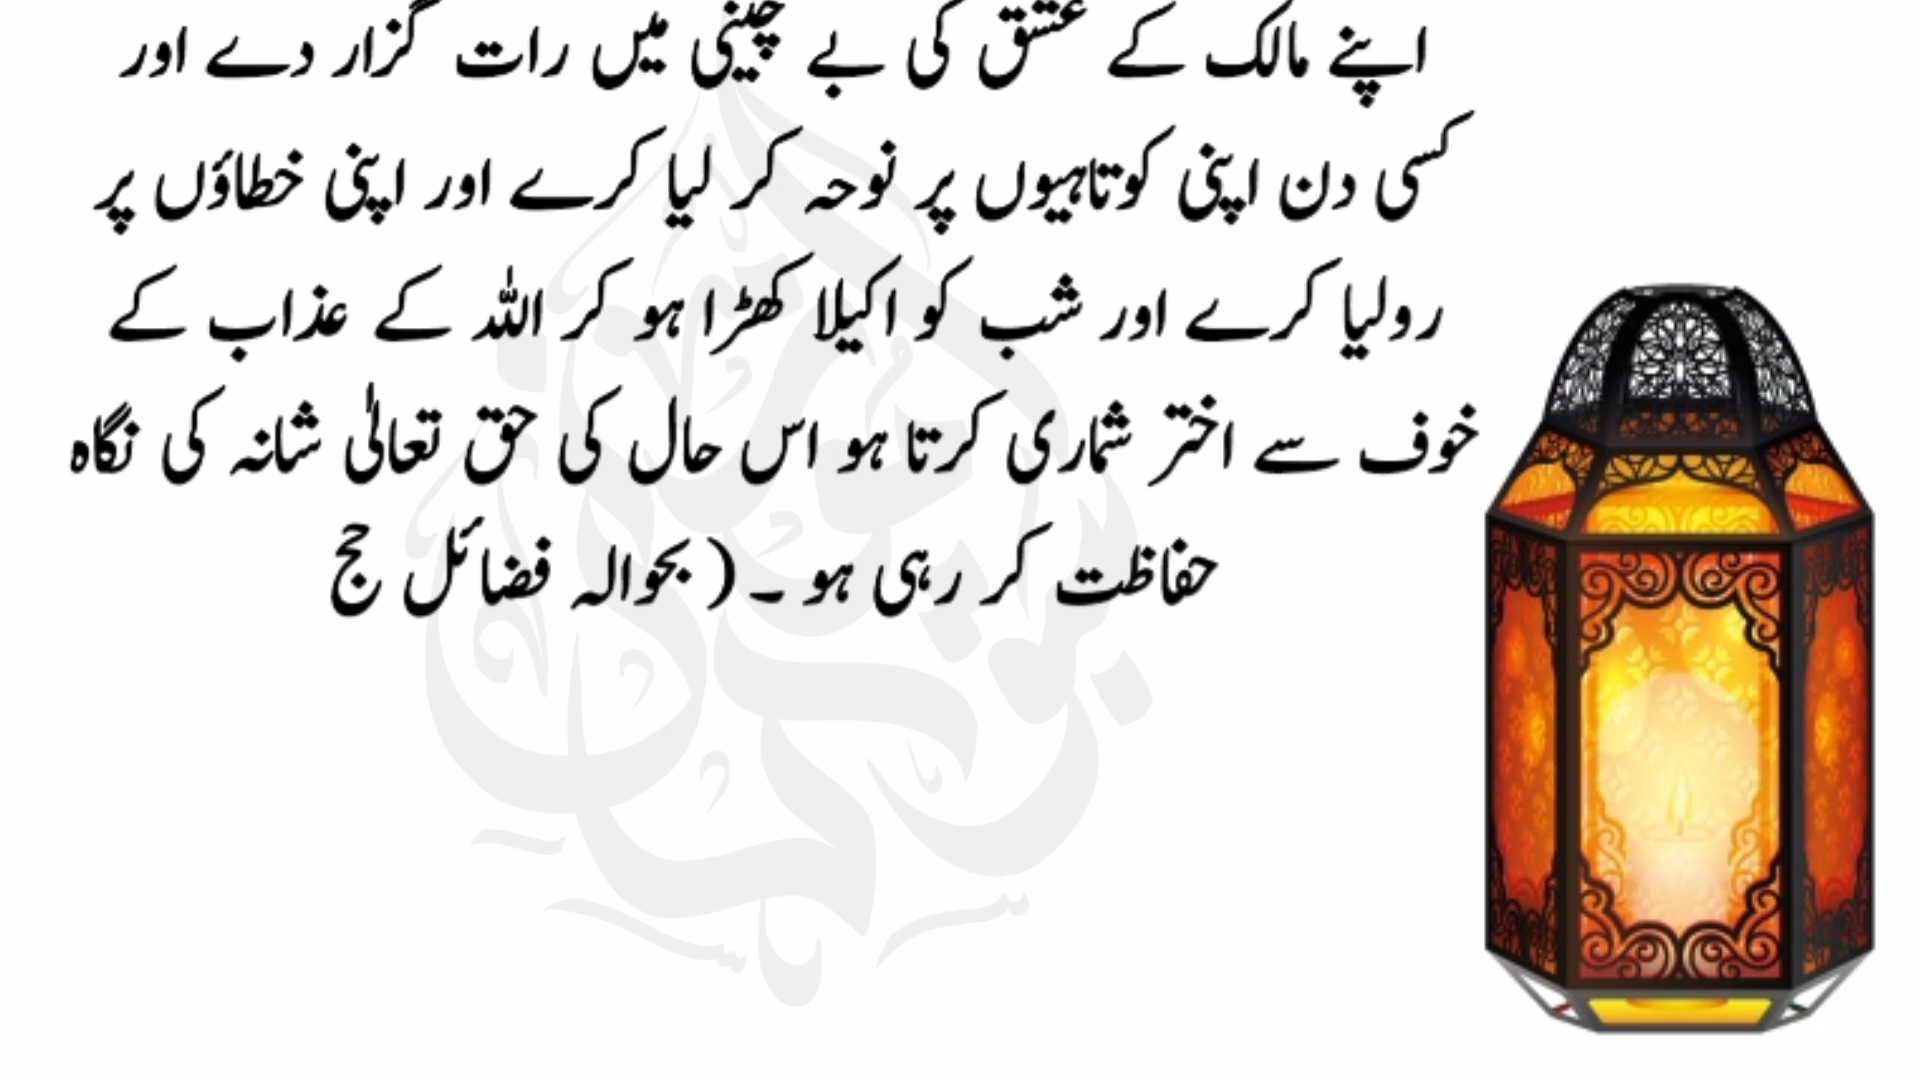 اپنے مالک کے عشق کی بے چینی میں رات گزار دے اور
کسی دن اپنی کوتاہیوں پر نوحہ کر لیا کرے اور اپنی خطاؤں پر
رولیا کرے اور شب کو اکیلا کھڑا ہو کر اللہ کے عذاب کے
خوف سے اختر شماری کرتا ہو اس حال کی حق تعالیٰ شانہ کی نگاہ
حفاظت کر رہی ہو ۔( بحوالہ فضائل حج